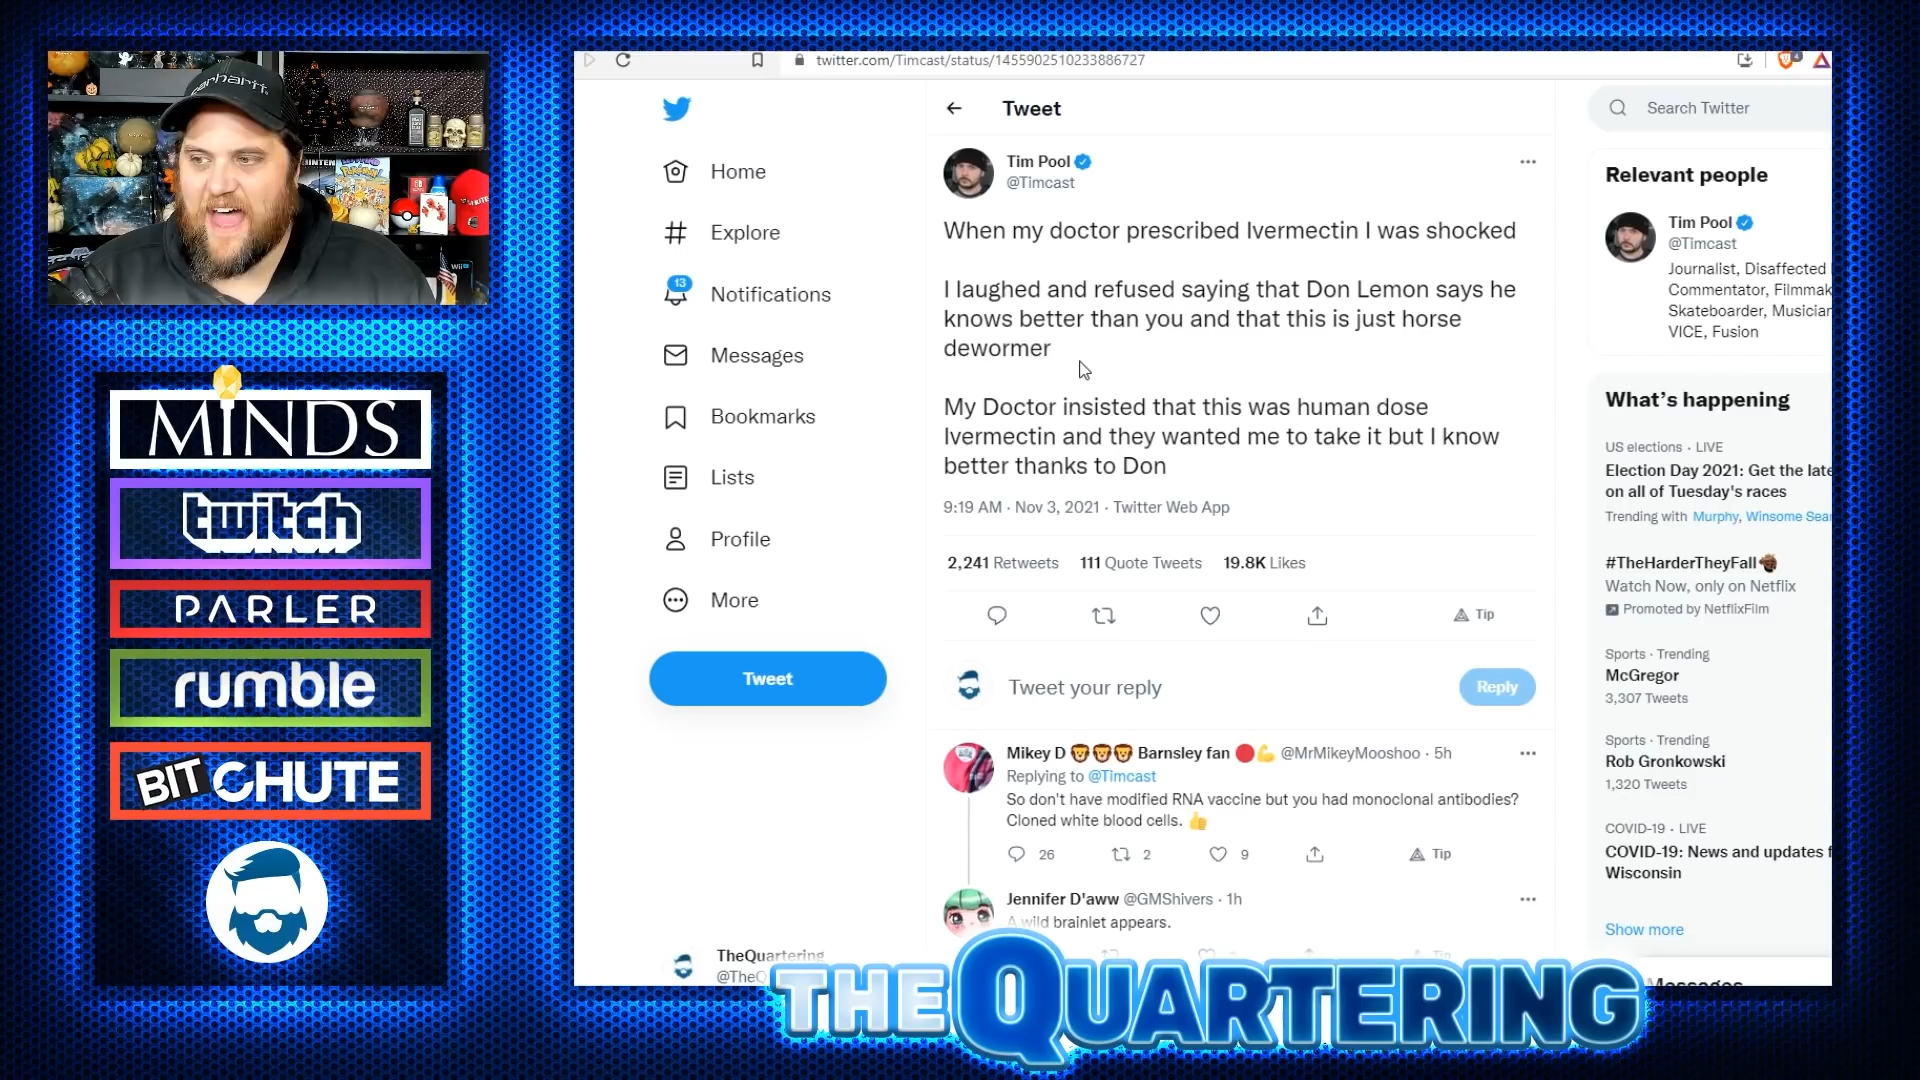 carhartt
MINDS
twitch
PARLER
rumble
BITCHUTE
twitter.com/Timcast/status/1455902510233886727
Home
Explore
13
Notifications
Messages
Bookmarks
Lists
Profile
More
Tweet
TheQuartering
@TheQ
Tweet
Tim Pool
@Timcast
When my doctor prescribed Ivermectin I was shocked
I laughed and refused saying that Don Lemon says he
knows better than you and that this is just horse
dewormer
My Doctor insisted that this was human dose
Ivermectin and they wanted me to take it but I know
better thanks to Don
9:19 AM · Nov 3, 2021 · Twitter Web App
2,241 Retweets 111 Quote Tweets 19.8K Likes
Tip
Tweet your reply
Reply
Mikey D 🦁🦁🦁 Barnsley fan 🔴💪 @MrMikeyMooshoo · 5h
Replying to @Timcast
So don't have modified RNA vaccine but you had monoclonal antibodies?
Cloned white blood cells. 👍
26 2 9 Tip
Jennifer D'aww @GMShivers · 1h
A wild brainlet appears.
Search Twitter
Relevant people
Tim Pool
@Timcast
Journalist, Disaffected
Commentator, Filmmak
Skateboarder, Musician
VICE, Fusion
What's happening
US elections · LIVE
Election Day 2021: Get the late
on all of Tuesday's races
Trending with Murphy, Winsome Sear
#TheHarderTheyFall
Watch Now, only on Netflix
Promoted by NetflixFilm
Sports · Trending
McGregor
3,307 Tweets
Sports · Trending
Rob Gronkowski
1,320 Tweets
COVID-19 · LIVE
COVID-19: News and updates f
Wisconsin
Show more
Messages
THE QUARTERING